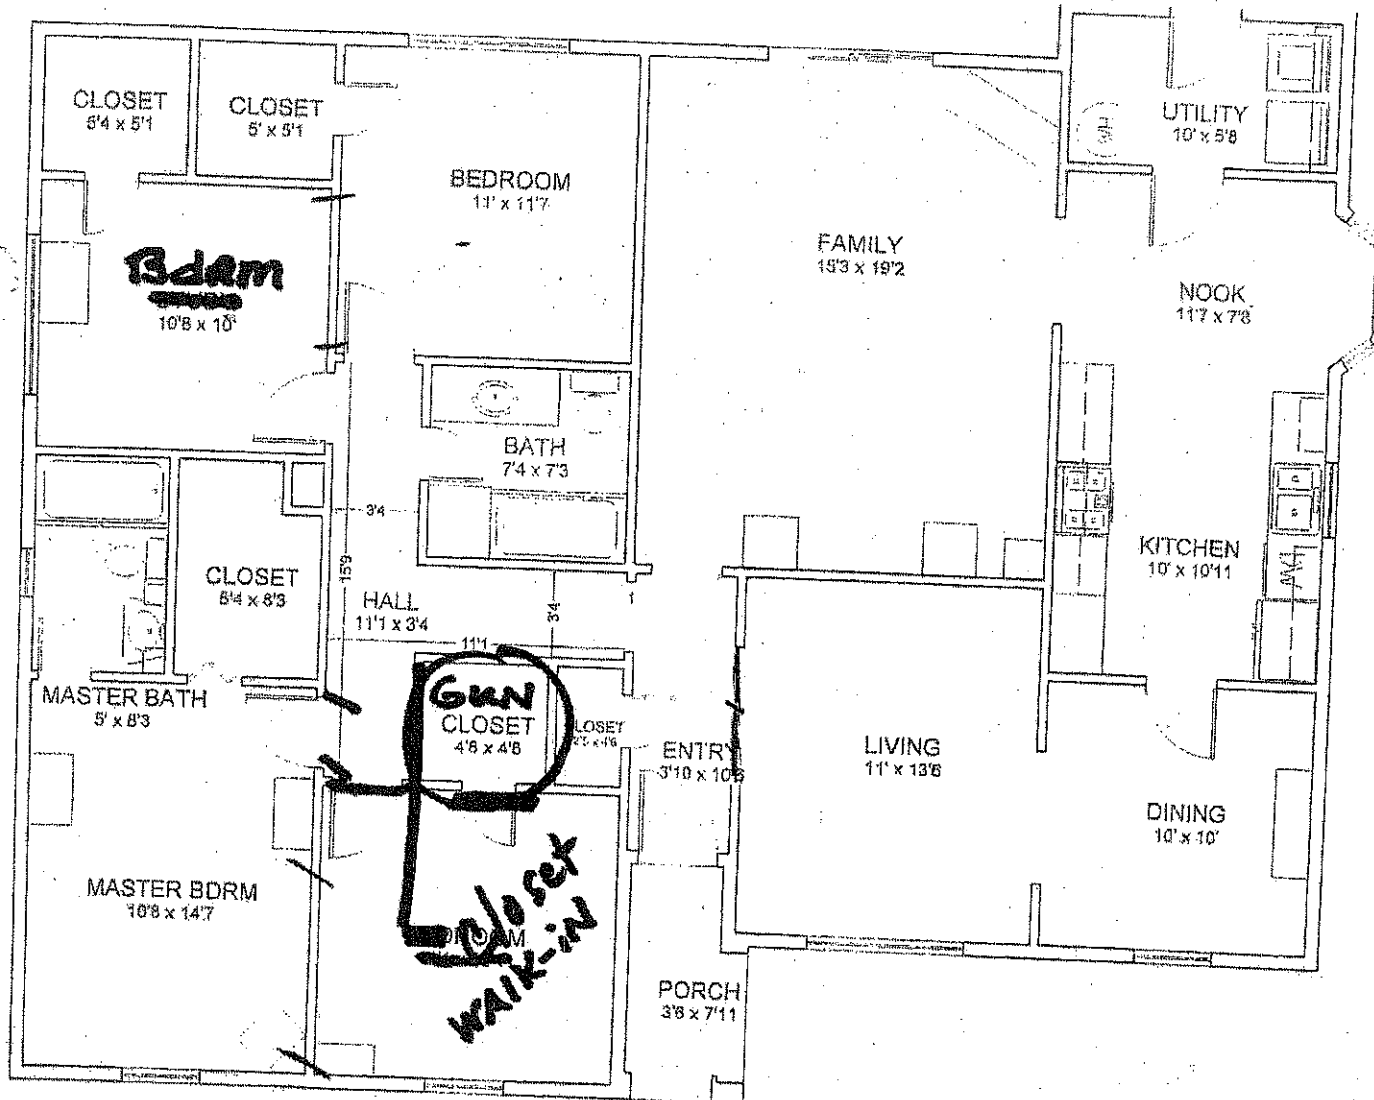 CLOSET
5'4 x 5'1
CLOSET
5' x 5'1
BEDROOM
11' x 11'7
UTILITY
10' x 5'8
FAMILY
15'3 x 19'2
NOOK
11'7 x 7'8
BdRm
10'8 x 10'
BATH
7'4 x 7'3
3'4
15'9
KITCHEN
10' x 10'11
CLOSET
5'4 x 8'3
HALL
11'1 x 3'4
3'4
11'1
MASTER BATH
5' x 8'3
GUN
CLOSET
4'8 x 4'8
LOSET
ENTRY
3'10 x 10'6
LIVING
11' x 13'6
DINING
10' x 10'
MASTER BDRM
10'8 x 14'7
closet
WAlK-iN
PORCH
3'8 x 7'11